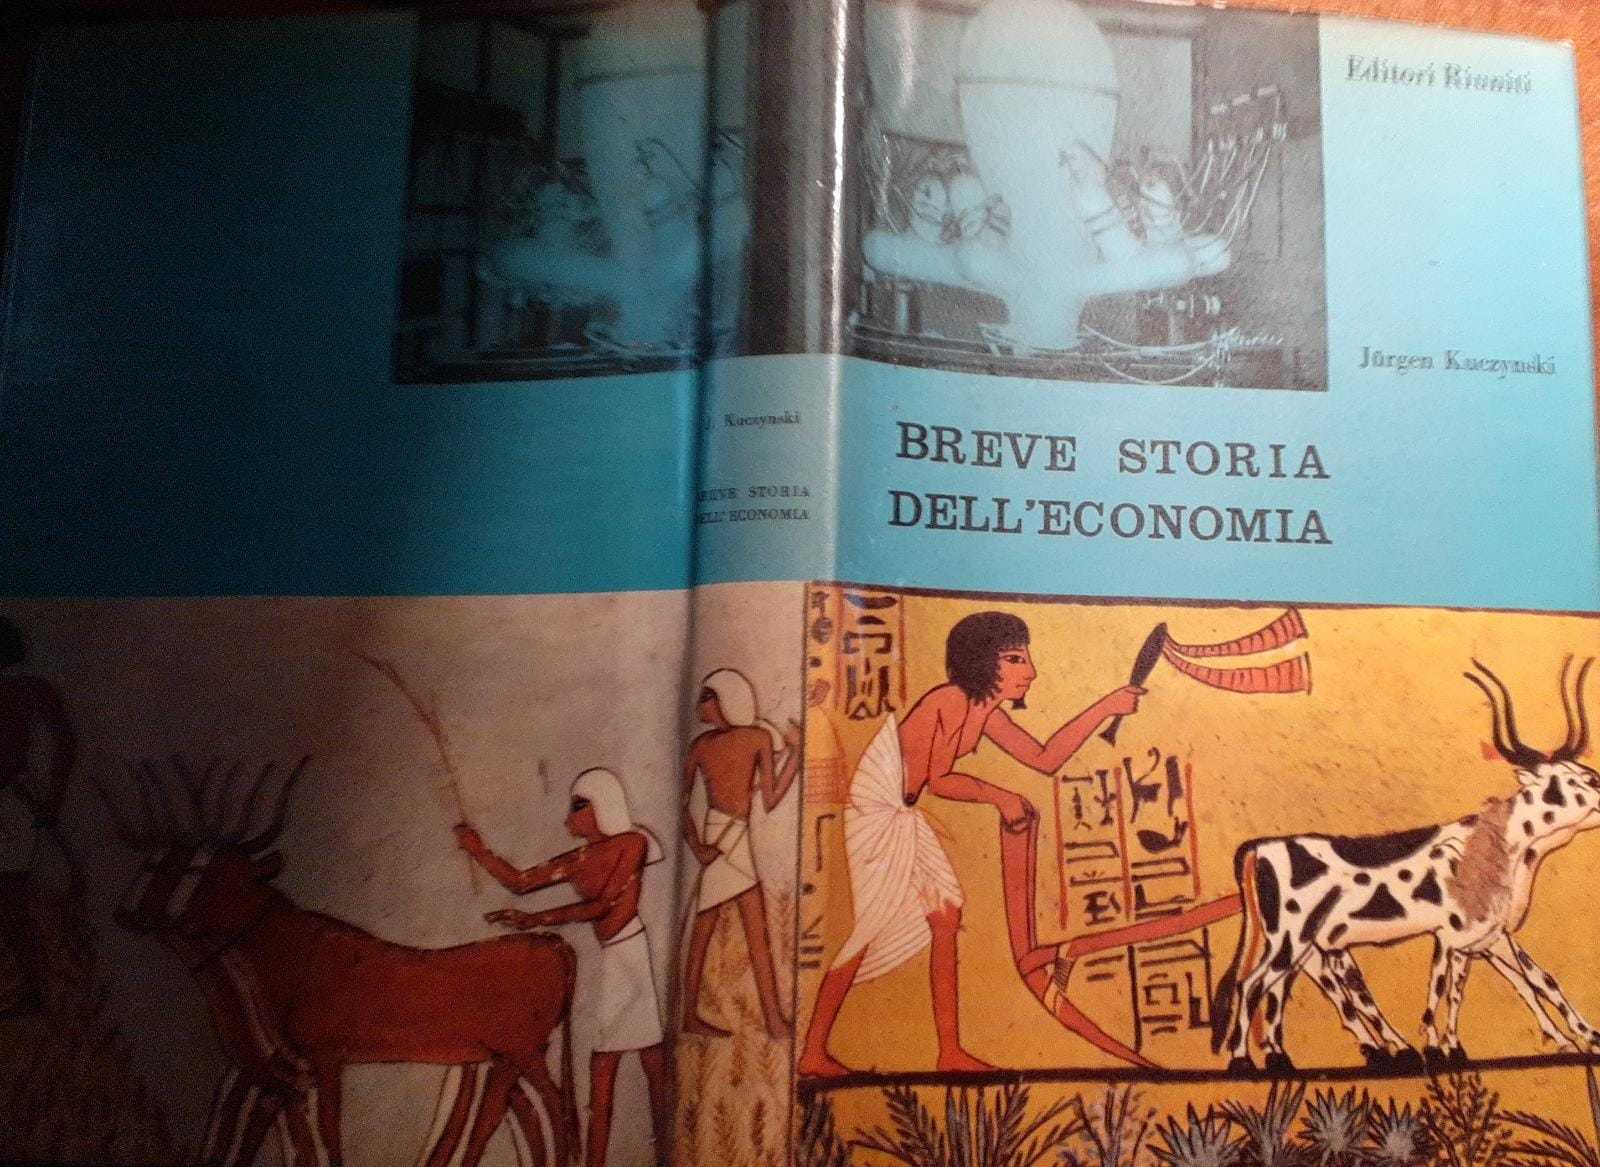 Editori Riuniti
Jürgen Kuczynski
BREVE STORIA
DELL'ECONOMIA
J. Kuczynski
BREVE STORIA
DELL'ECONOMIA